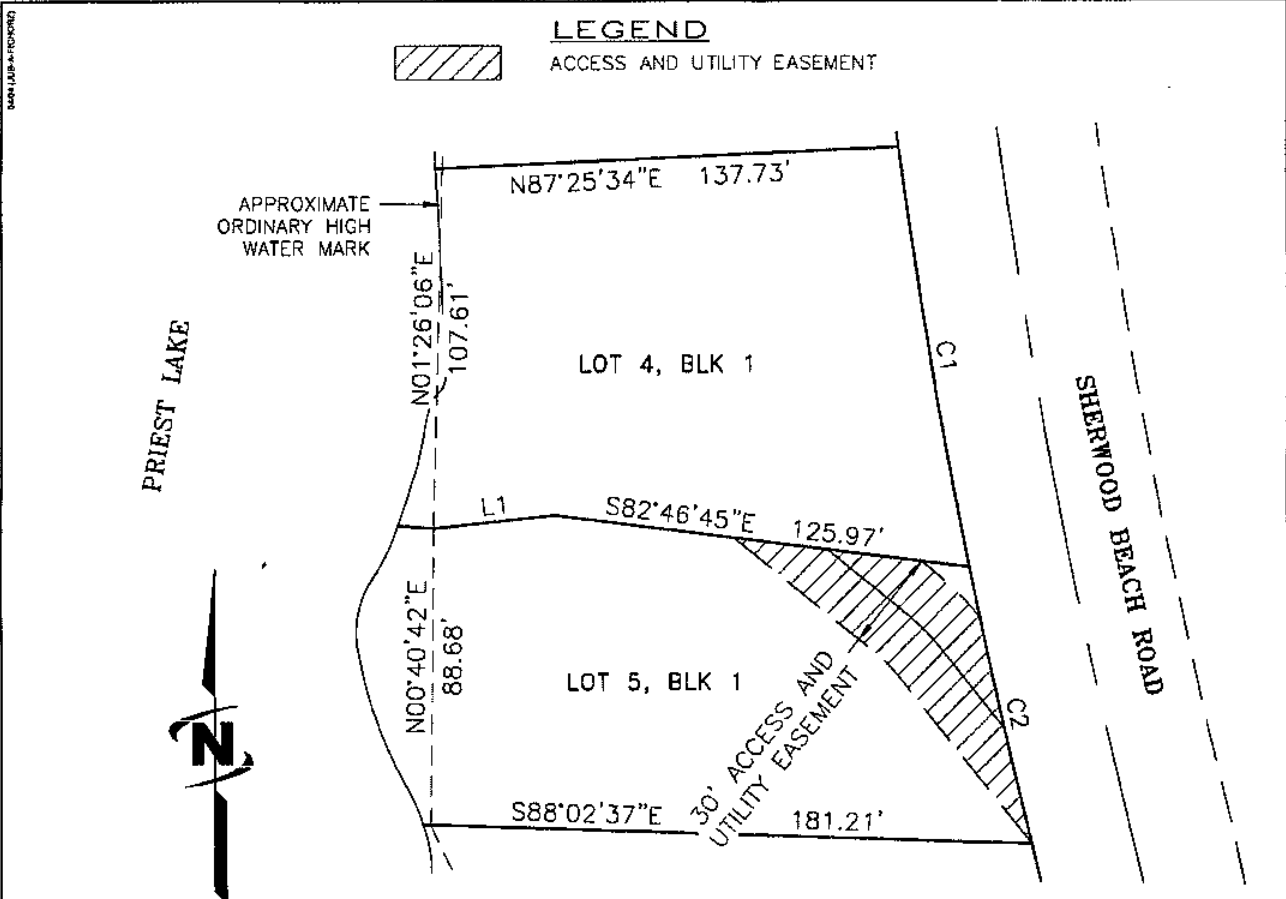 LEGEND
ACCESS AND UTILITY EASEMENT
N87°25'34"E 137.73'
APPROXIMATE
ORDINARY HIGH
WATER MARK
N01°26'06"E
107.61'
PRIEST LAKE
LOT 4, BLK 1
C1
SHERWOOD BEACH ROAD
L1
S82°46'45"E 125.97'
N00°40'42"E
88.68'
LOT 5, BLK 1
30' ACCESS AND
UTILITY EASEMENT
C2
N
S88°02'37"E 181.21'